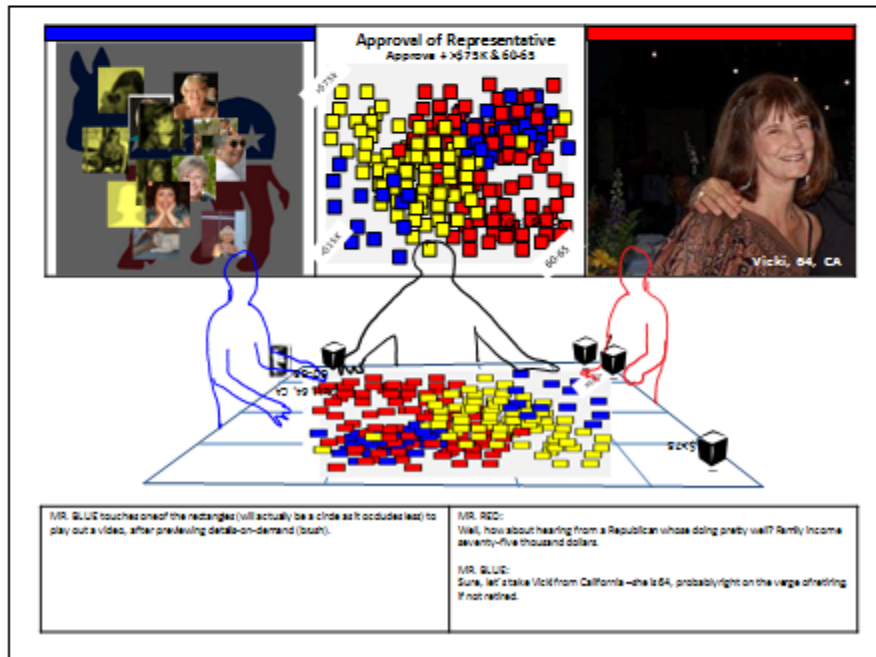 Approval of Representative
Approve + >$75K & 60-65
>$75K
60-65
Vicki, 64, CA
60-65
MR. BLUE touches one of the rectangles (will actually be a circle as it occludes less) to
play out a video, after previewing details-on-demand (brush).
MR. RED:
Well, how about hearing from a Republican whose doing pretty well? Family income
seventy-five thousand dollars.
MR. BLUE:
Sure, let's take Vicki from California – she is 64, probably right on the verge of retiring
if not retired.